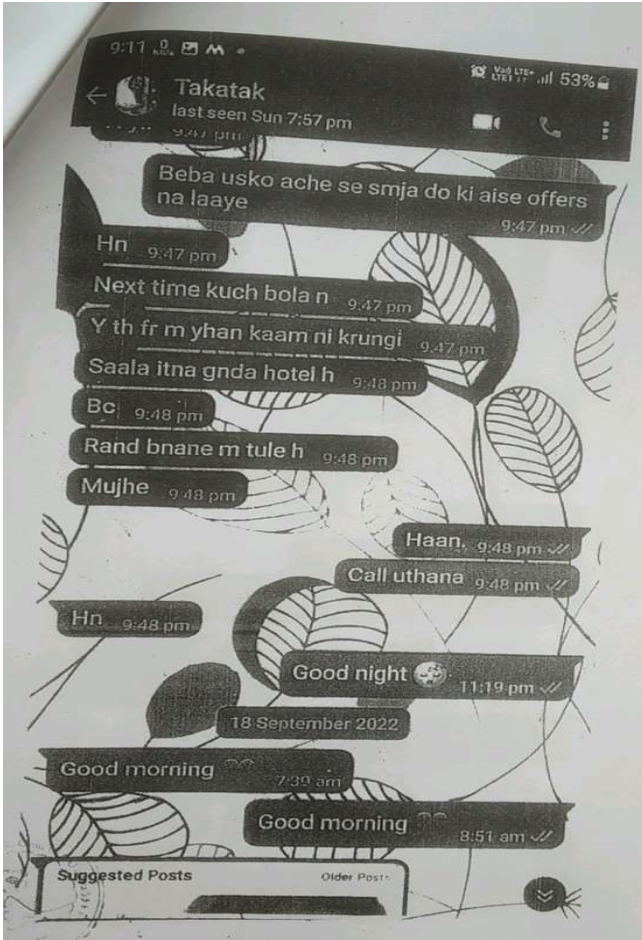 9:11
53%
Takatak
last seen Sun 7:57 pm
9:47 pm
Beba usko ache se smja do ki aise offers
na laaye
9:47 pm
Hn 9:47 pm
Next time kuch bola n 9:47 pm
Y th fr m yhan kaam ni krungi 9:47 pm
Saala itna gnda hotel h 9:48 pm
Bc 9:48 pm
Rand bnane m tule h 9:48 pm
Mujhe 9:48 pm
Haan, 9:48 pm
Call uthana 9:48 pm
Hn 9:48 pm
Good night 11:19 pm
18 September 2022
Good morning 7:39 am
Good morning 8:51 am
Suggested Posts Older Posts